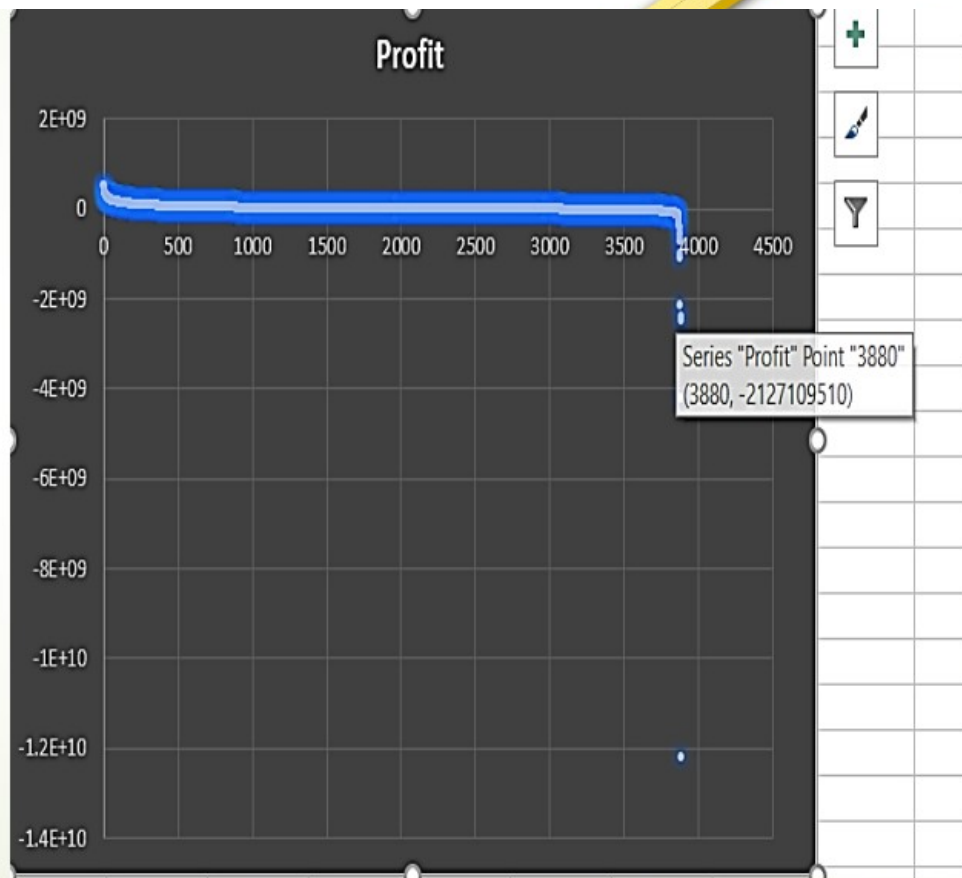 Profit
2E+09
0
0 500 1000 1500 2000 2500 3000 3500 4000 4500
-2E+09
Series "Profit" Point "3880"
(3880, -2127109510)
-4E+09
-6E+09
-8E+09
-1E+10
-1.2E+10
-1.4E+10